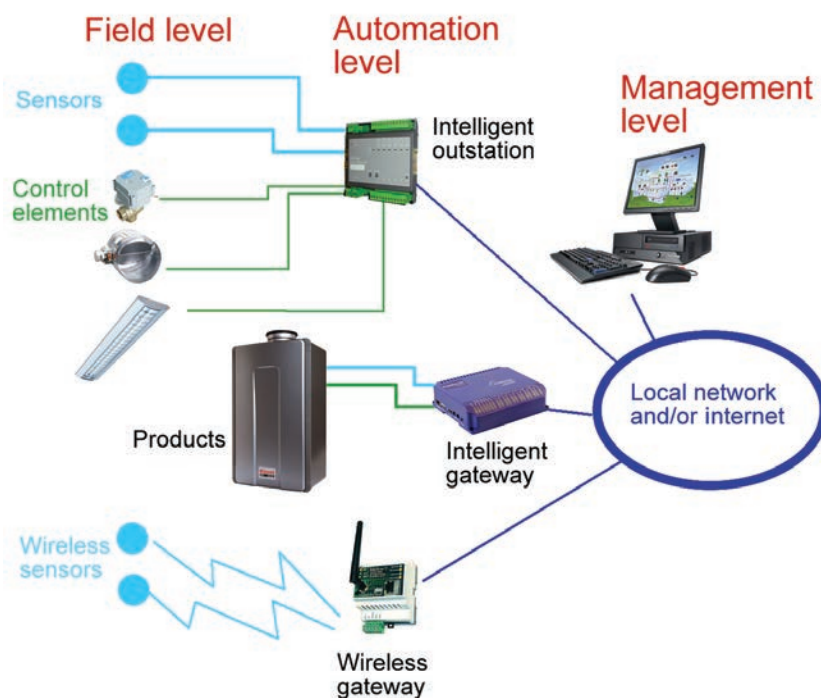 Field level
Automation
level
Management
level
Sensors
Intelligent
outstation
Control
elements
Products
Intelligent
gateway
Local network
and/or internet
Wireless
sensors
Wireless
gateway